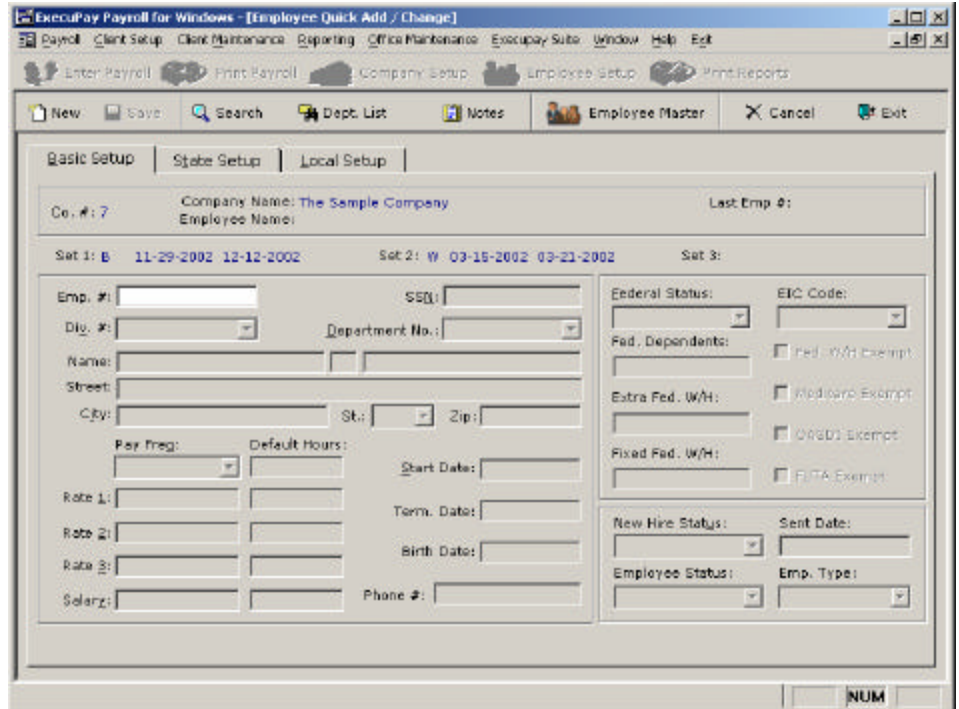 ExecuPay Payroll for Windows - [Employee Quick Add / Change]
Payroll Client Setup Client Maintenance Reporting Office Maintenance Execupay Suite Window Help Exit
Enter Payroll Print Payroll Company Setup Employee Setup Print Reports
New Save Search Dept. List Notes Employee Master Cancel Exit
Basic Setup State Setup Local Setup
Co. #: 7 Company Name: The Sample Company Last Emp #:
Employee Name:
Set 1: B 11-29-2002 12-12-2002 Set 2: W 03-15-2002 03-21-2002 Set 3:
Emp. #: SSN: Federal Status: EIC Code:
Div. #: Department No.:
Fed. Dependents:
Name: Fed. W/H Exempt
Street: Extra Fed. W/H: Medicare Exempt
City: St.: Zip:
OASDI Exempt
Pay Freq: Default Hours: Fixed Fed. W/H:
Start Date: FUTA Exempt
Rate 1:
Term. Date: New Hire Status: Sent Date:
Rate 2:
Birth Date:
Rate 3: Employee Status: Emp. Type:
Salary: Phone #:
NUM